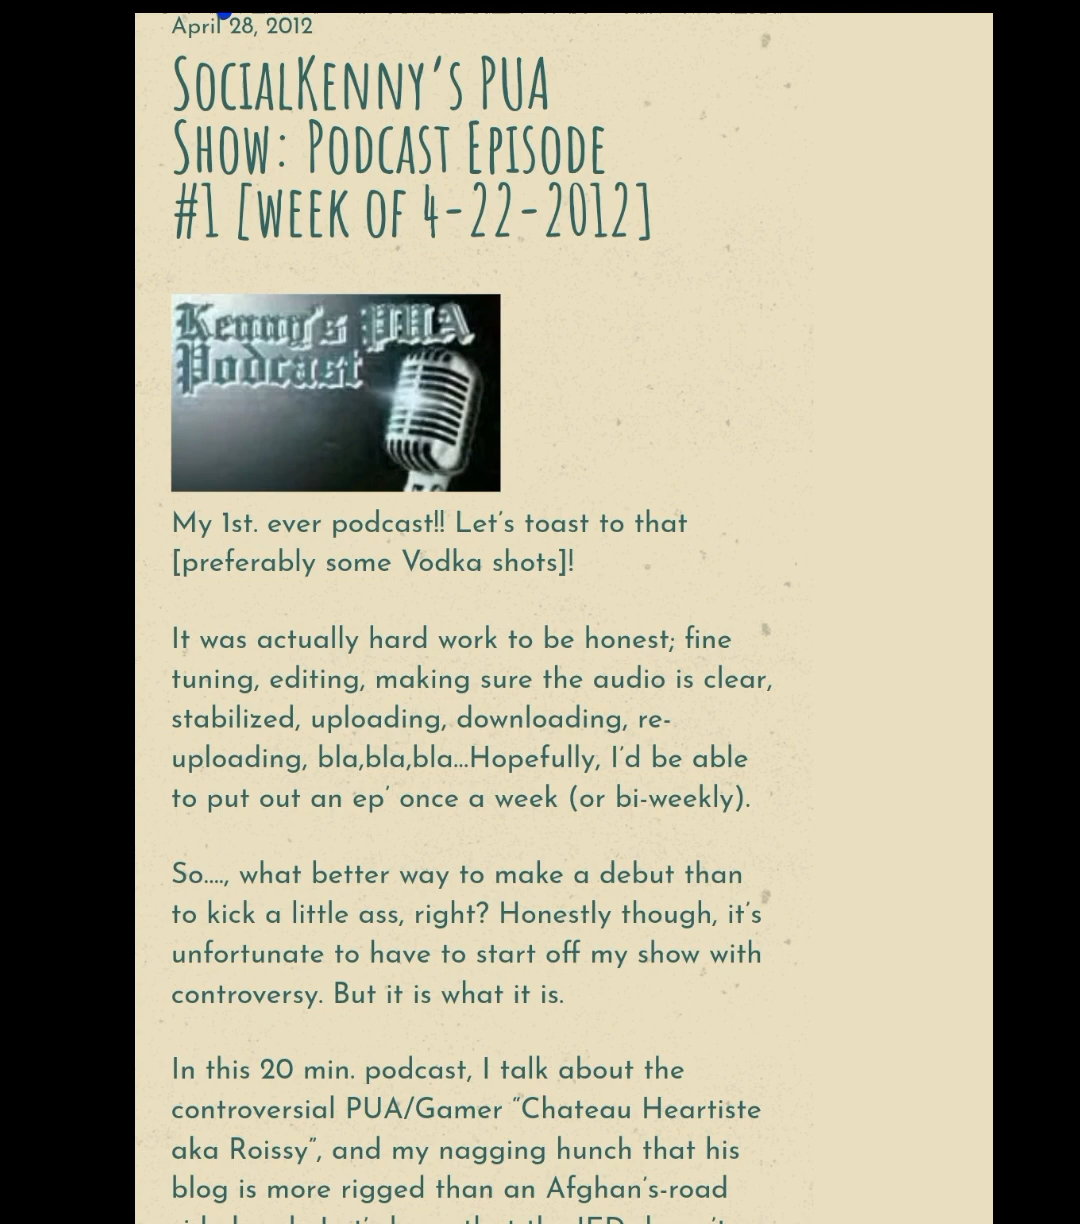 April 28, 2012
SocialKenny's PUA
Show: Podcast Episode
#1 [week of 4-22-2012]
Kenny's PUA
Podcast
My 1st. ever podcast!! Let's toast to that
[preferably some Vodka shots]!
It was actually hard work to be honest; fine
tuning, editing, making sure the audio is clear,
stabilized, uploading, downloading, re-
uploading, bla,bla,bla...Hopefully, I'd be able
to put out an ep' once a week (or bi-weekly).
So...., what better way to make a debut than
to kick a little ass, right? Honestly though, it's
unfortunate to have to start off my show with
controversy. But it is what it is.
In this 20 min. podcast, I talk about the
controversial PUA/Gamer "Chateau Heartiste
aka Roissy", and my nagging hunch that his
blog is more rigged than an Afghan's-road